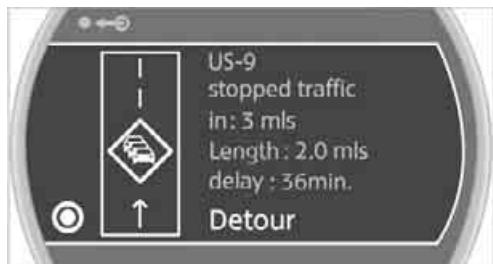 US-9
stopped traffic
in: 3 mls
Length : 2.0 mls
delay : 36min.
Detour